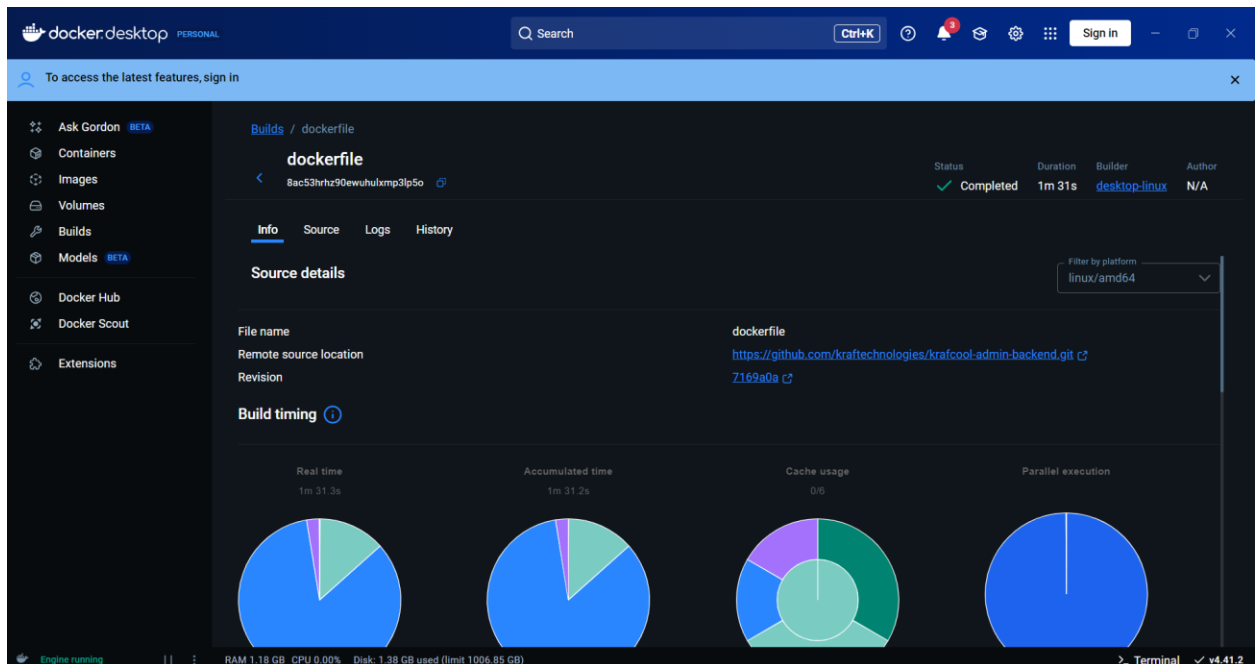 docker.desktop PERSONAL
Search
Ctrl+K
3
Sign in
To access the latest features, sign in
Ask Gordon BETA
Containers
Images
Volumes
Builds
Models BETA
Docker Hub
Docker Scout
Extensions
Builds / dockerfile
dockerfile
8ac53hrhz90ewuhulxmp3lp5o
Status Duration Builder Author
Completed 1m 31s desktop-linux N/A
Info Source Logs History
Source details
Filter by platform
linux/amd64
File name dockerfile
Remote source location https://github.com/kraftechnologies/krafcool-admin-backend.git
Revision 7169a0a
Build timing
Real time Accumulated time Cache usage Parallel execution
1m 31.3s 1m 31.2s 0/6
Engine running RAM 1.18 GB CPU 0.00% Disk: 1.38 GB used (limit 1006.85 GB) Terminal v4.41.2